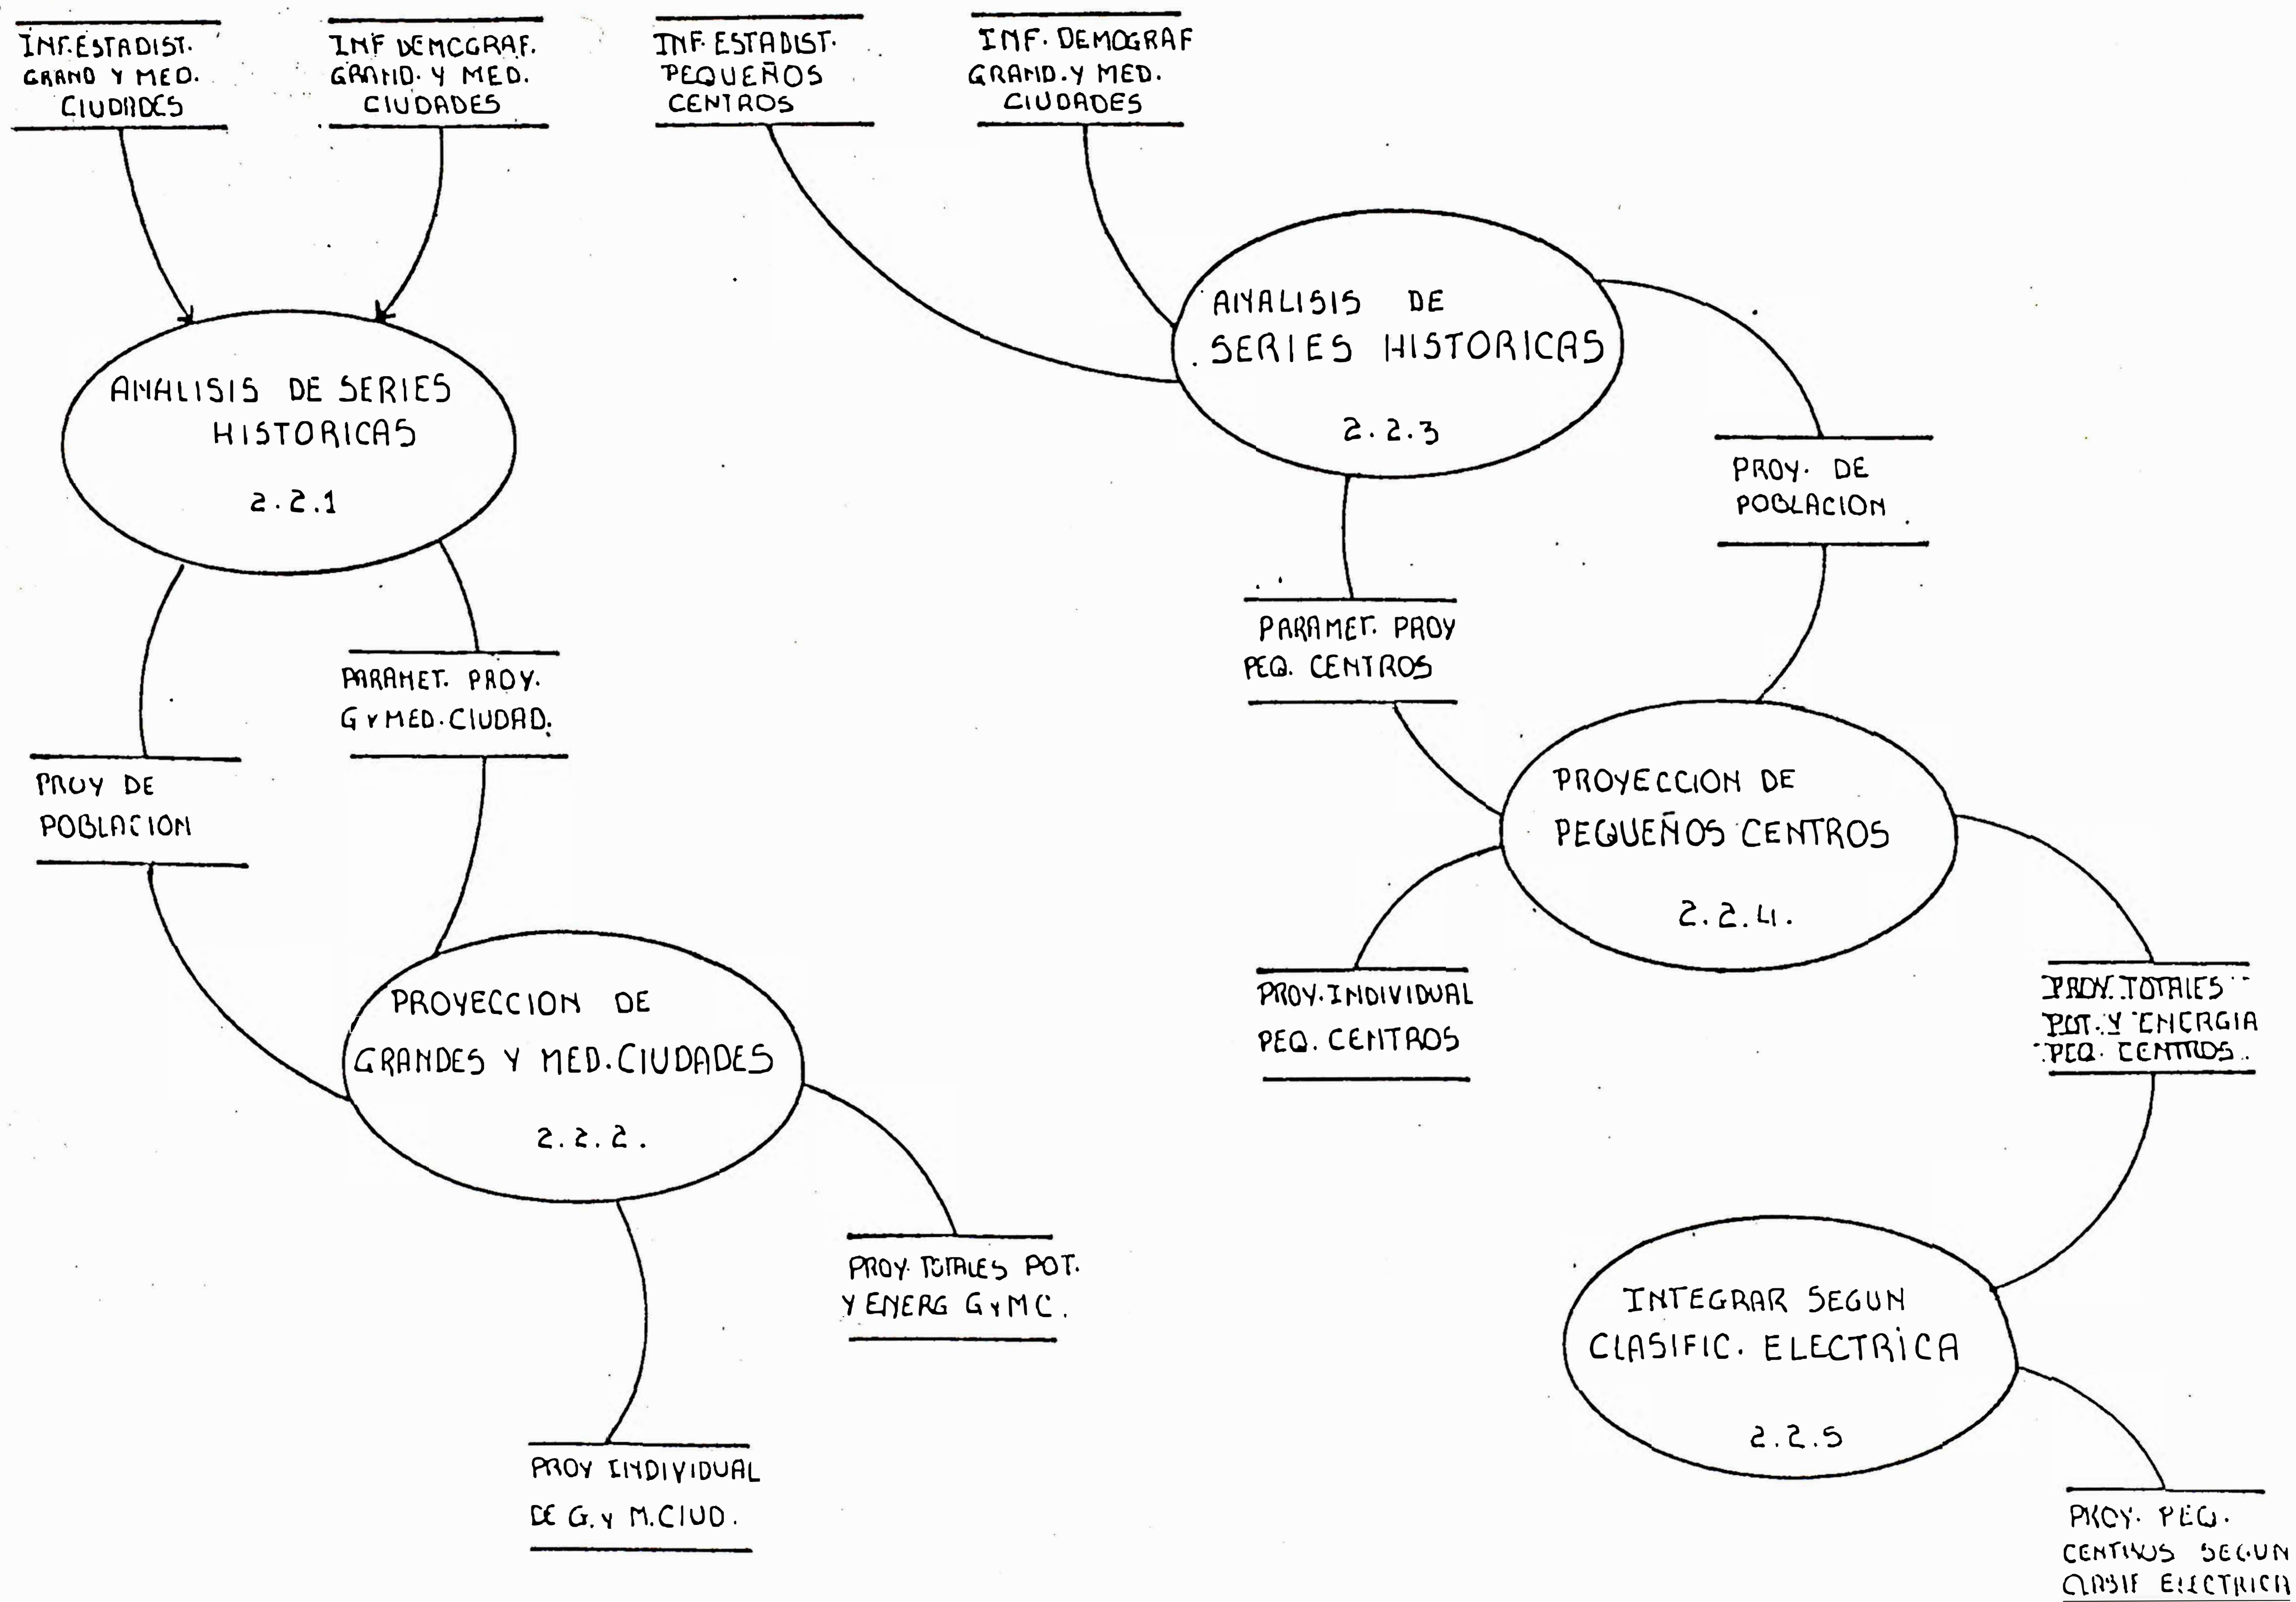 INF. ESTADIST.
GRAND Y MED.
CIUDADES
INF DEMOGRAF.
GRAND. Y MED.
CIUDADES
INF. ESTADIST.
PEQUEÑOS
CENTROS
INF. DEMOGRAF
GRAND. Y MED.
CIUDADES
ANALISIS DE SERIES
HISTORICAS
2.2.1
ANALISIS DE
SERIES HISTORICAS
2.2.3
PROY. DE
POBLACION
PARAMET. PROY
PEQ. CENTROS
PARAMET. PROY.
G Y MED. CIUDAD.
PROY DE
POBLACION
PROYECCION DE
PEQUEÑOS CENTROS
2.2.4.
PROYECCION DE
GRANDES Y MED. CIUDADES
2.2.2.
PROY. INDIVIDUAL
PEQ. CENTROS
PROY. TOTALES
POT. Y ENERGIA
PEQ. CENTROS.
PROY. TOTALES POT.
Y ENERG G Y M C.
INTEGRAR SEGUN
CLASIFIC. ELECTRICA
2.2.5
PROY INDIVIDUAL
DE G. Y M. CIUD.
PROY. PEQ.
CENTROS SEGUN
CLASIF ELECTRICA